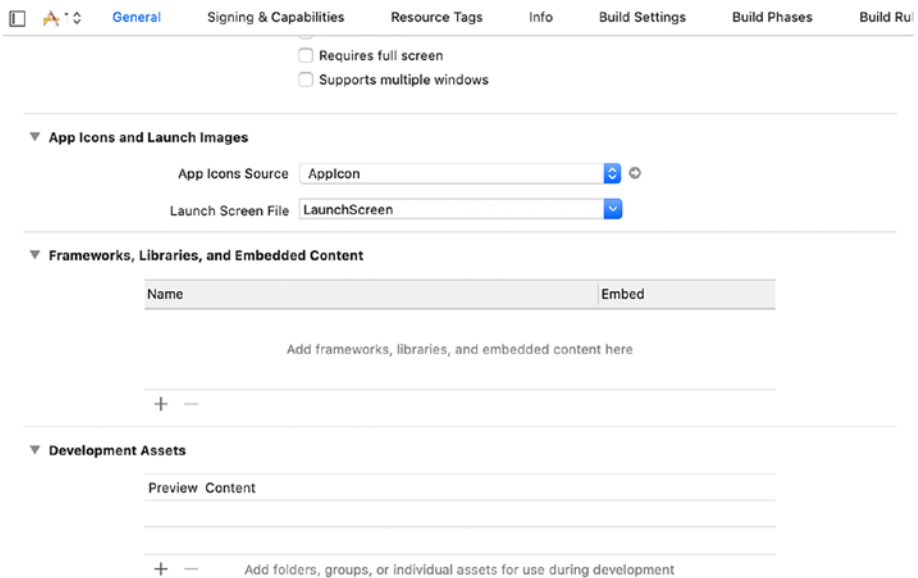 General Signing & Capabilities Resource Tags Info Build Settings Build Phases Build Rul
Requires full screen
Supports multiple windows
App Icons and Launch Images
App Icons Source AppIcon
Launch Screen File LaunchScreen
Frameworks, Libraries, and Embedded Content
Name Embed
Add frameworks, libraries, and embedded content here
Development Assets
Preview Content
Add folders, groups, or individual assets for use during development